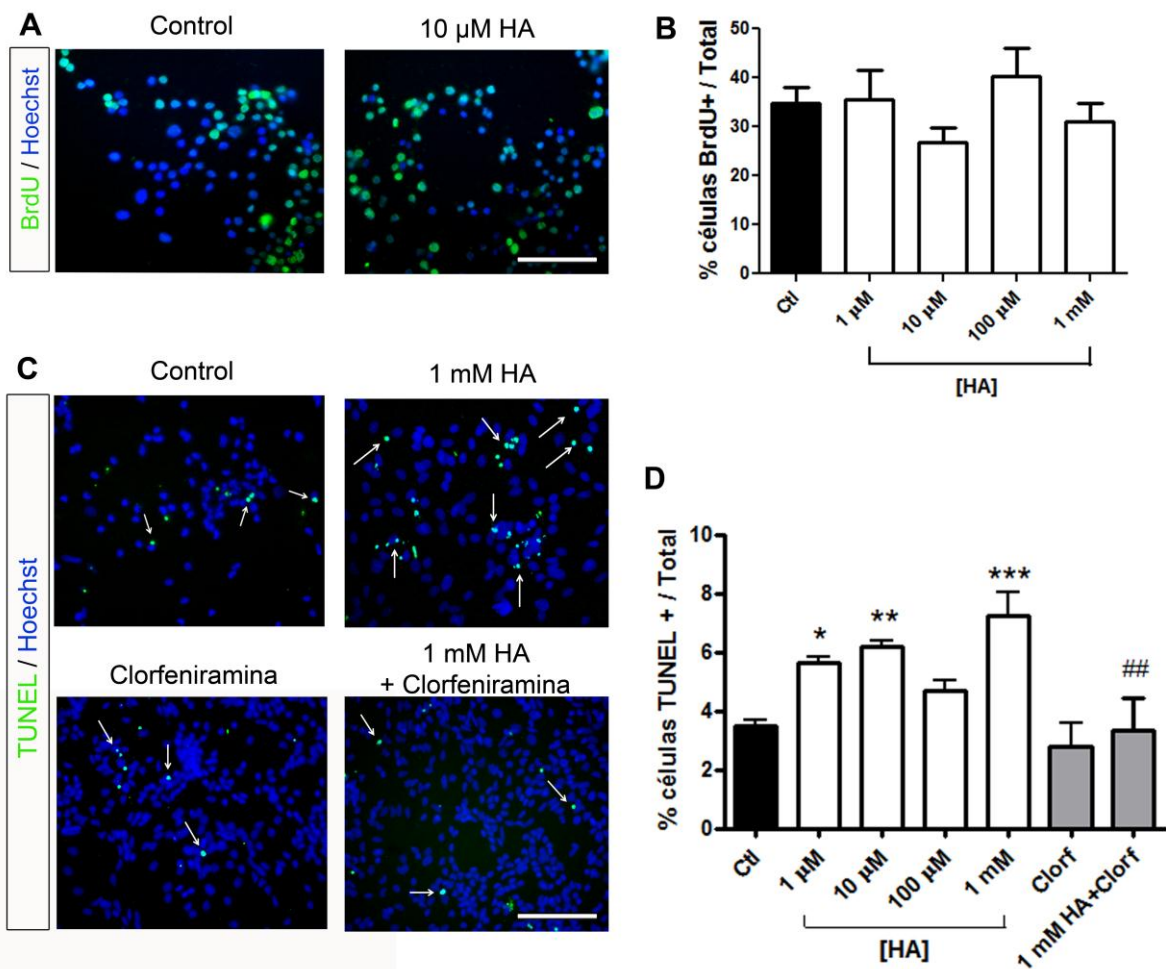 A
Control
10 µM HA
BrdU / Hoechst
B
% células BrdU+ / Total
50
40
30
20
10
0
Ctl
1 µM
10 µM
100 µM
1 mM
[HA]
C
Control
1 mM HA
TUNEL / Hoechst
Clorfeniramina
1 mM HA
+ Clorfeniramina
D
% células TUNEL + / Total
10
8
6
4
2
0
*
**
***
##
Ctl
1 µM
10 µM
100 µM
1 mM
Clorf
1 mM HA+Clorf
[HA]